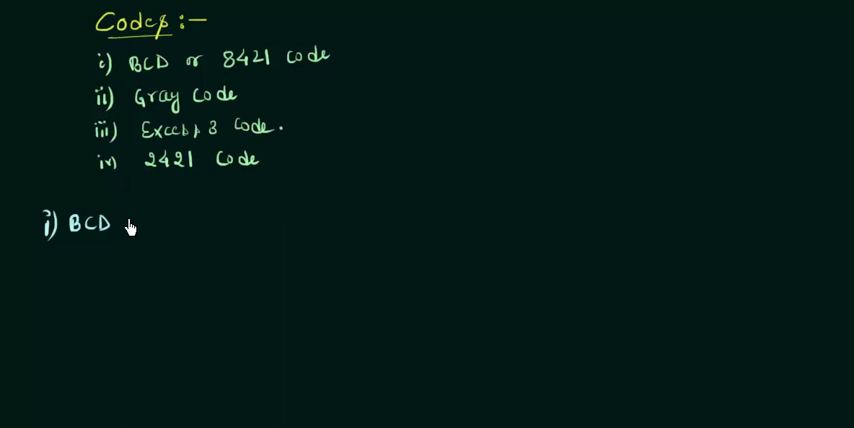 Codes :-
i) BCD or 8421 Code
ii) Gray Code
iii) Excess 3 Code.
iv) 2421 Code
i) BCD